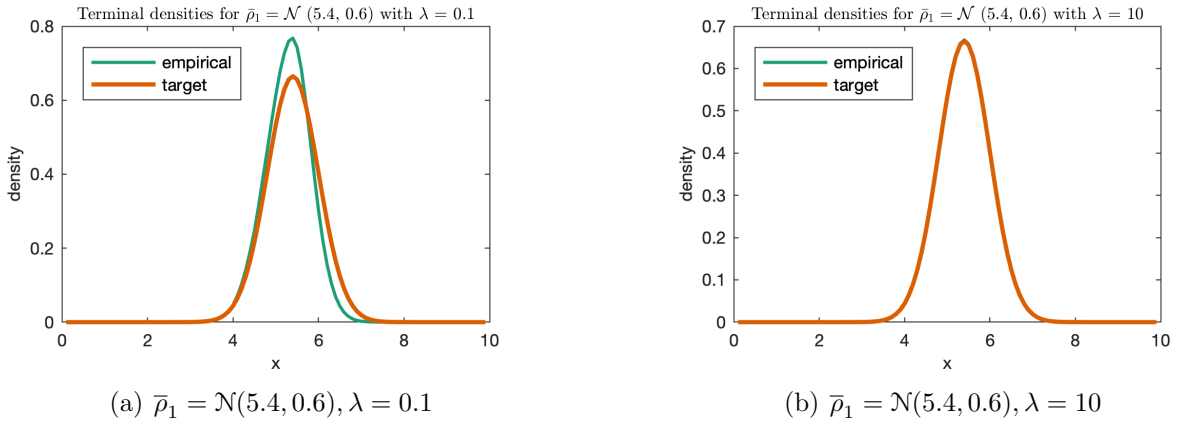 Terminal densities for ρ̄₁ = 𝒩 (5.4, 0.6) with λ = 0.1
0.8
0.6
0.4
0.2
0
density
empirical
target
0
2
4
6
8
10
x
(a) ρ̄₁ = 𝒩(5.4, 0.6), λ = 0.1
Terminal densities for ρ̄₁ = 𝒩 (5.4, 0.6) with λ = 10
0.7
0.6
0.5
0.4
0.3
0.2
0.1
0
density
empirical
target
0
2
4
6
8
10
x
(b) ρ̄₁ = 𝒩(5.4, 0.6), λ = 10